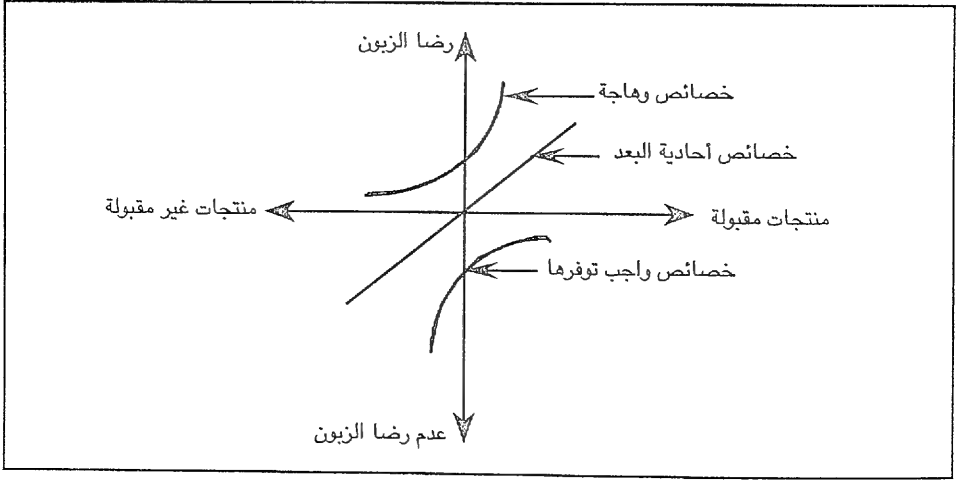 رضا الزبون
خصائص وهاجة
خصائص أحادية البعد
منتجات مقبولة
منتجات غير مقبولة
خصائص واجب توفرها
عدم رضا الزبون